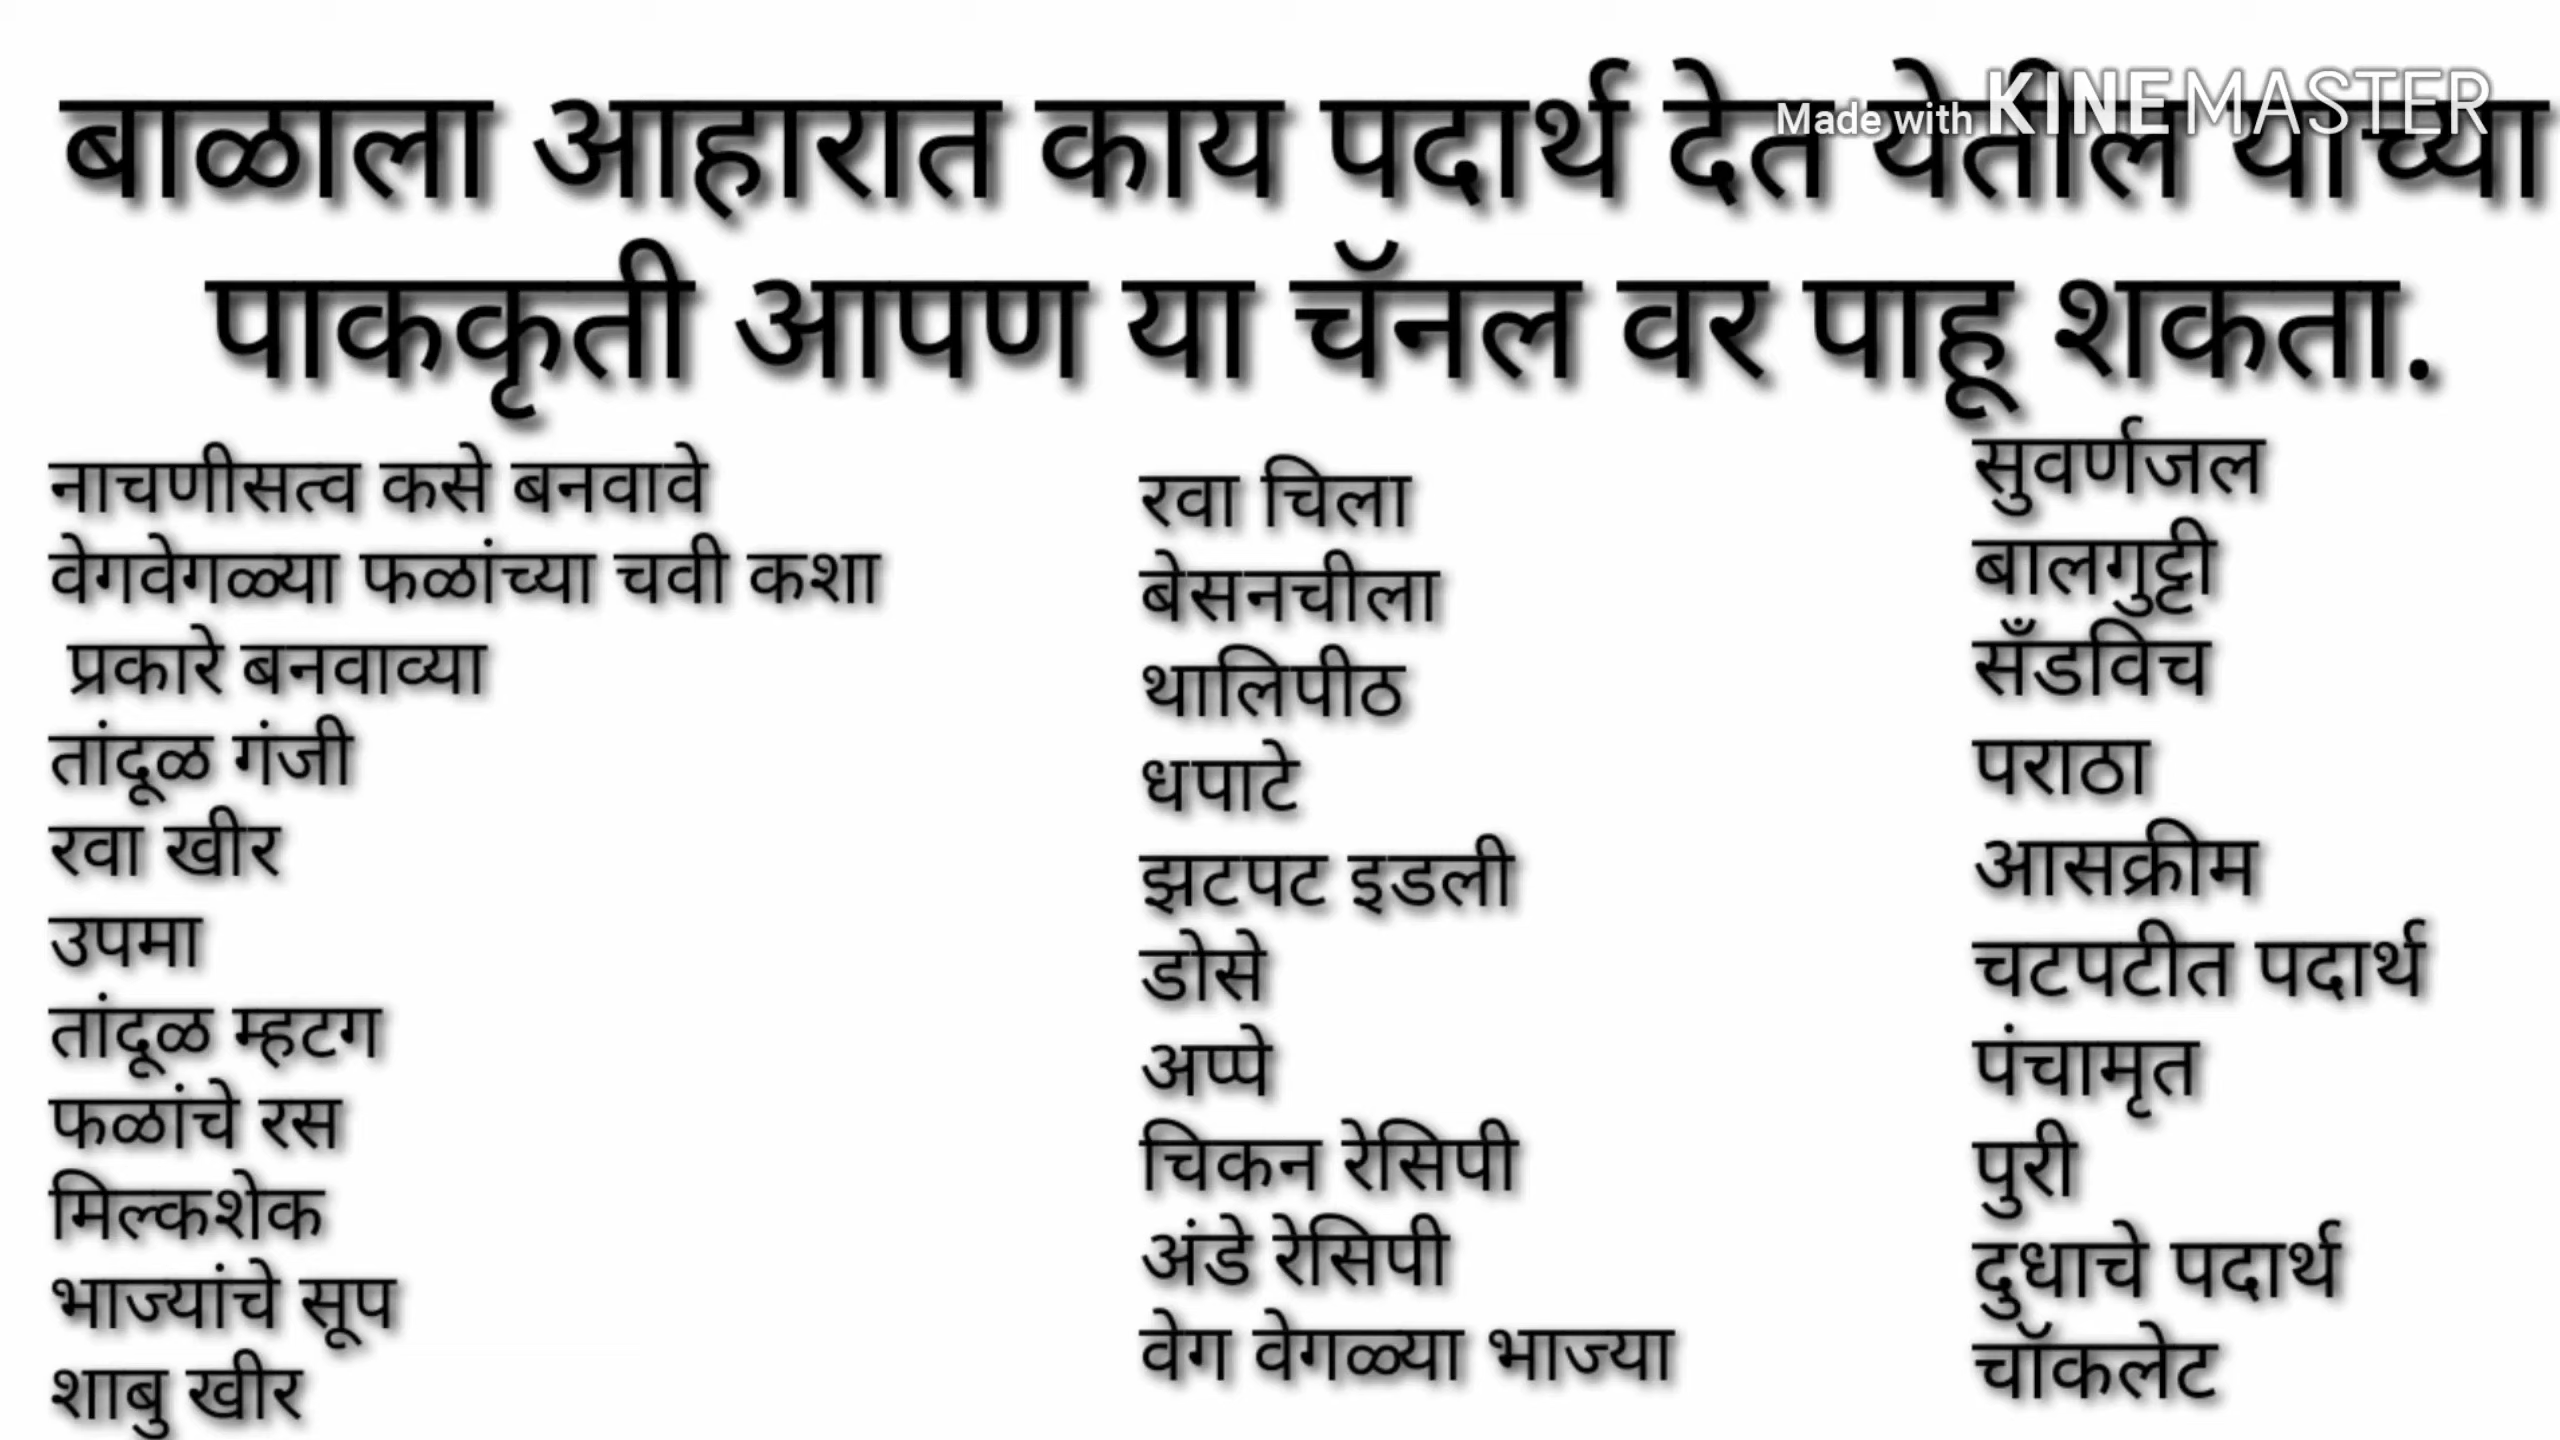 बाळाला आहारात काय पदार्थ देत येतील याच्या
Made with KINEMASTER
पाककृती आपण या चॅनल वर पाहू शकता.
नाचणीसत्व कसे बनवावे
वेगवेगळ्या फळांच्या चवी कशा
प्रकारे बनवाव्या
तांदूळ गंजी
रवा खीर
उपमा
तांदूळ म्हटग
फळांचे रस
मिल्कशेक
भाज्यांचे सूप
शाबु खीर
रवा चिला
बेसनचीला
थालिपीठ
धपाटे
झटपट इडली
डोसे
अप्पे
चिकन रेसिपी
अंडे रेसिपी
वेग वेगळ्या भाज्या
सुवर्णजल
बालगुट्टी
सँडविच
पराठा
आसक्रीम
चटपटीत पदार्थ
पंचामृत
पुरी
दुधाचे पदार्थ
चॉकलेट